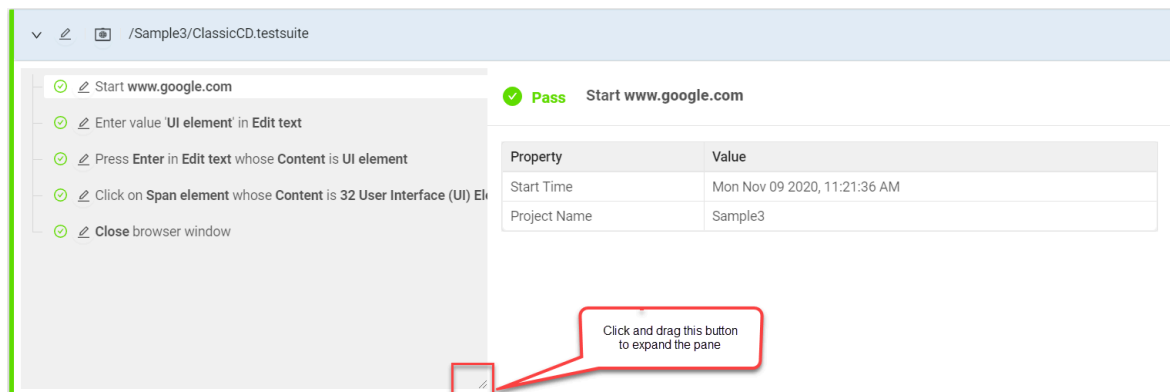 /Sample3/ClassicCD.testsuite
Start www.google.com
Enter value 'UI element' in Edit text
Press Enter in Edit text whose Content is UI element
Click on Span element whose Content is 32 User Interface (UI) Ele
Close browser window
Pass Start www.google.com
Property Value
Start Time Mon Nov 09 2020, 11:21:36 AM
Project Name Sample3
Click and drag this button
to expand the pane